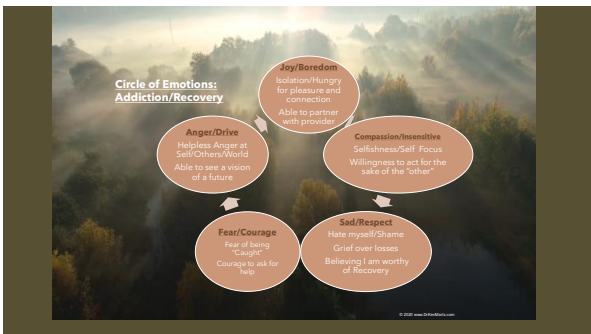 Circle of Emotions:
Addiction/Recovery
Joy/Boredom
Isolation/Hungry
for pleasure and
connection
Able to partner
with provider
Compassion/Insensitive
Selfishness/Self Focus
Willingness to act for the
sake of the "other"
Sad/Respect
Hate myself/Shame
Grief over losses
Believing I am worthy
of Recovery
Fear/Courage
Fear of being
"Caught"
Courage to ask for
help
Anger/Drive
Helpless Anger at
Self/Others/World
Able to see a vision
of a future